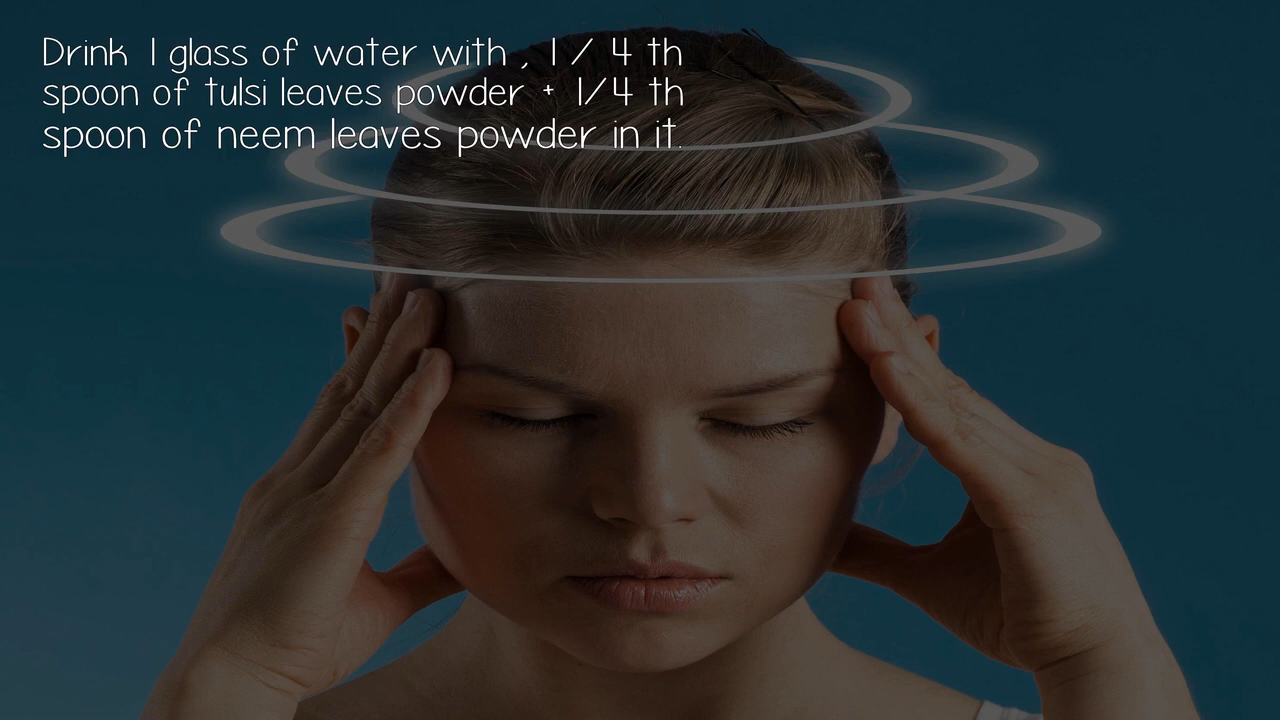 Drink 1 glass of water with , 1 / 4 th
spoon of tulsi leaves powder + 1/4 th
spoon of neem leaves powder in it.